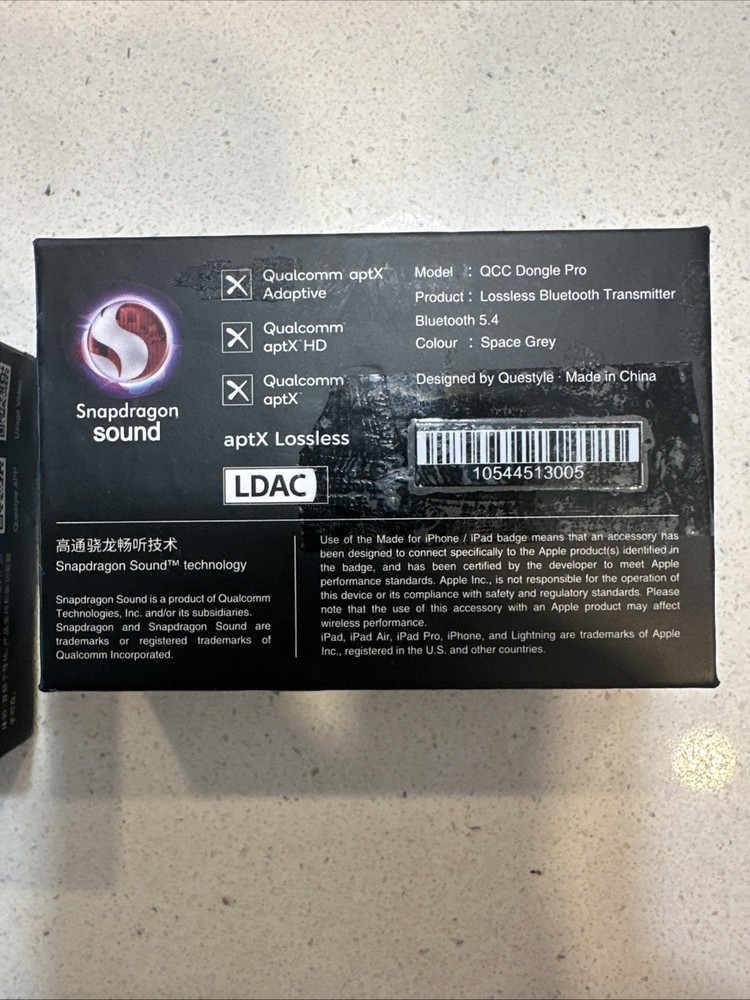 Snapdragon
sound
Qualcomm aptX
Adaptive
Qualcomm
aptX HD
Qualcomm
aptX
aptX Lossless
LDAC
Model : QCC Dongle Pro
Product : Lossless Bluetooth Transmitter
Bluetooth 5.4
Colour : Space Grey
Designed by Questyle · Made in China
10544513005
高通骁龙畅听技术
Snapdragon Sound™ technology
Snapdragon Sound is a product of Qualcomm
Technologies, Inc. and/or its subsidiaries.
Snapdragon and Snapdragon Sound are
trademarks or registered trademarks of
Qualcomm Incorporated.
Use of the Made for iPhone / iPad badge means that an accessory has
been designed to connect specifically to the Apple product(s) identified in
the badge, and has been certified by the developer to meet Apple
performance standards. Apple Inc., is not responsible for the operation of
this device or its compliance with safety and regulatory standards. Please
note that the use of this accessory with an Apple product may affect
wireless performance.
iPad, iPad Air, iPad Pro, iPhone, and Lightning are trademarks of Apple
Inc., registered in the U.S. and other countries.
Usage Video
Questyle APP